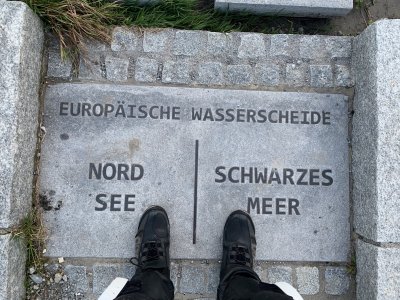 EUROPÄISCHE WASSERSCHEIDE
NORD
SEE
SCHWARZES
MEER